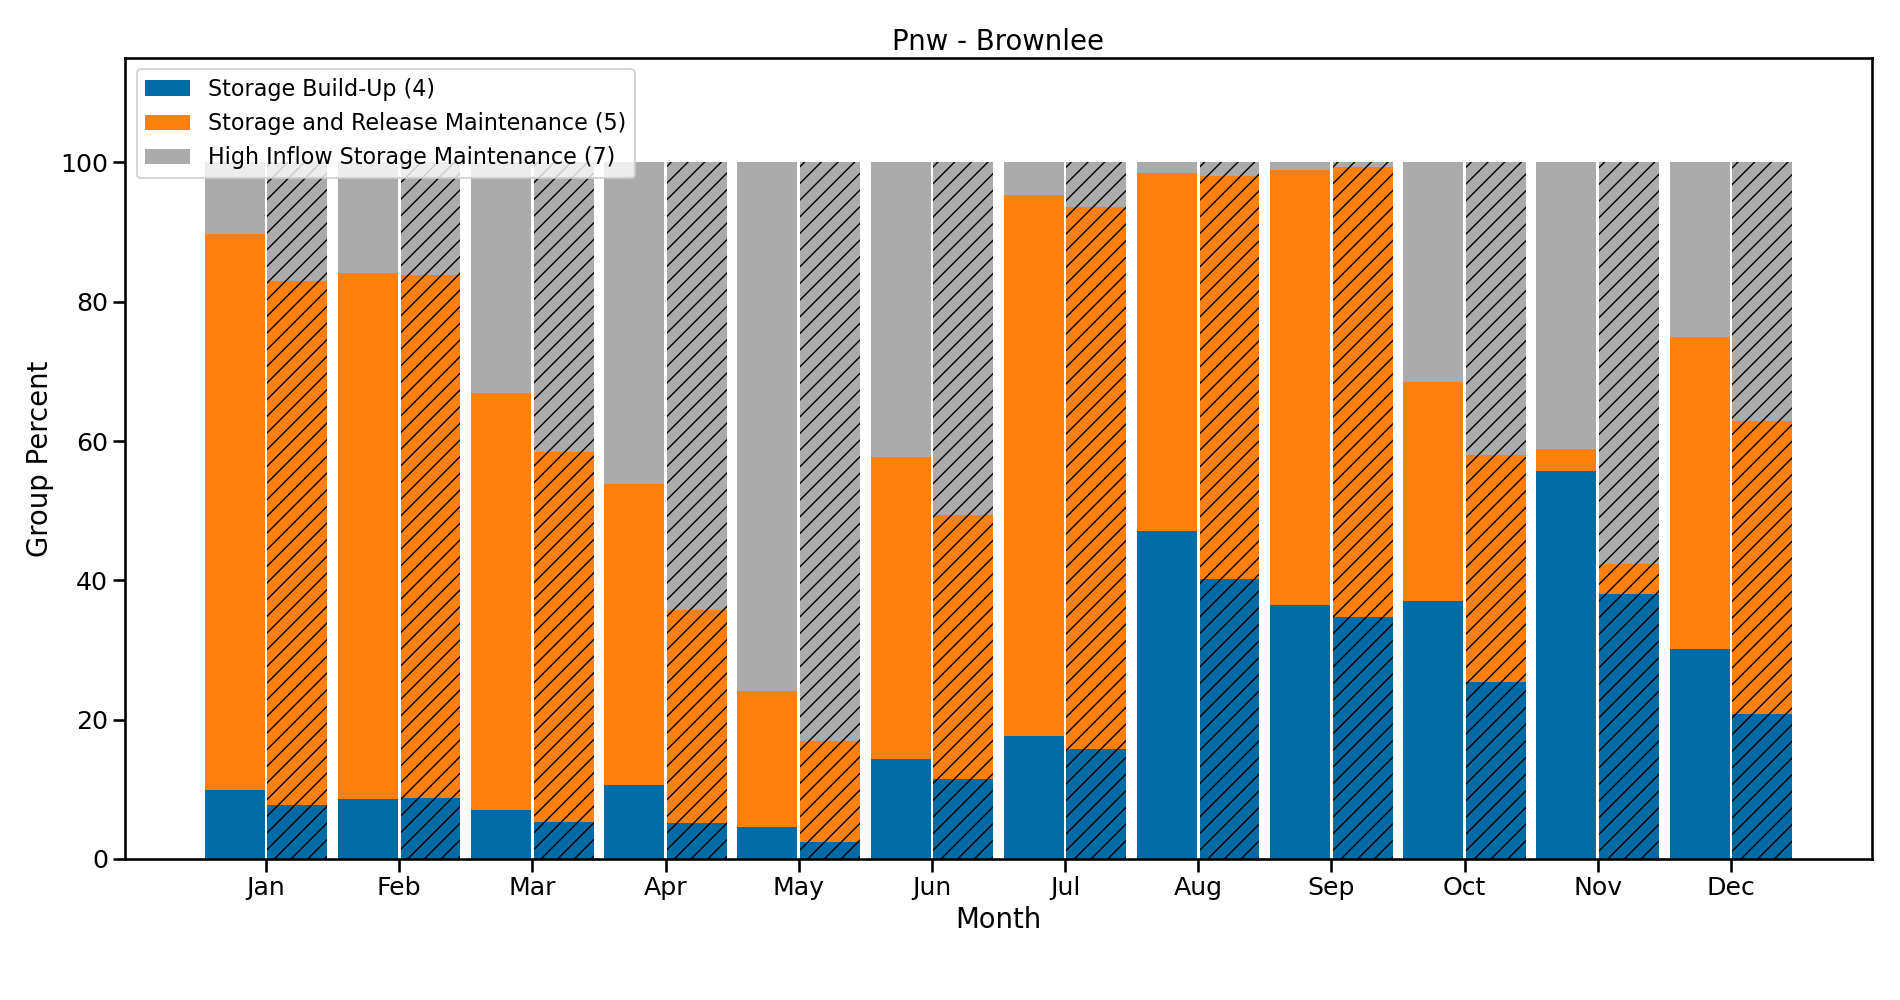 Pnw - Brownlee
Storage Build-Up (4)
Storage and Release Maintenance (5)
High Inflow Storage Maintenance (7)
100
80
60
40
20
0
Group Percent
Jan Feb Mar Apr May Jun Jul Aug Sep Oct Nov Dec
Month